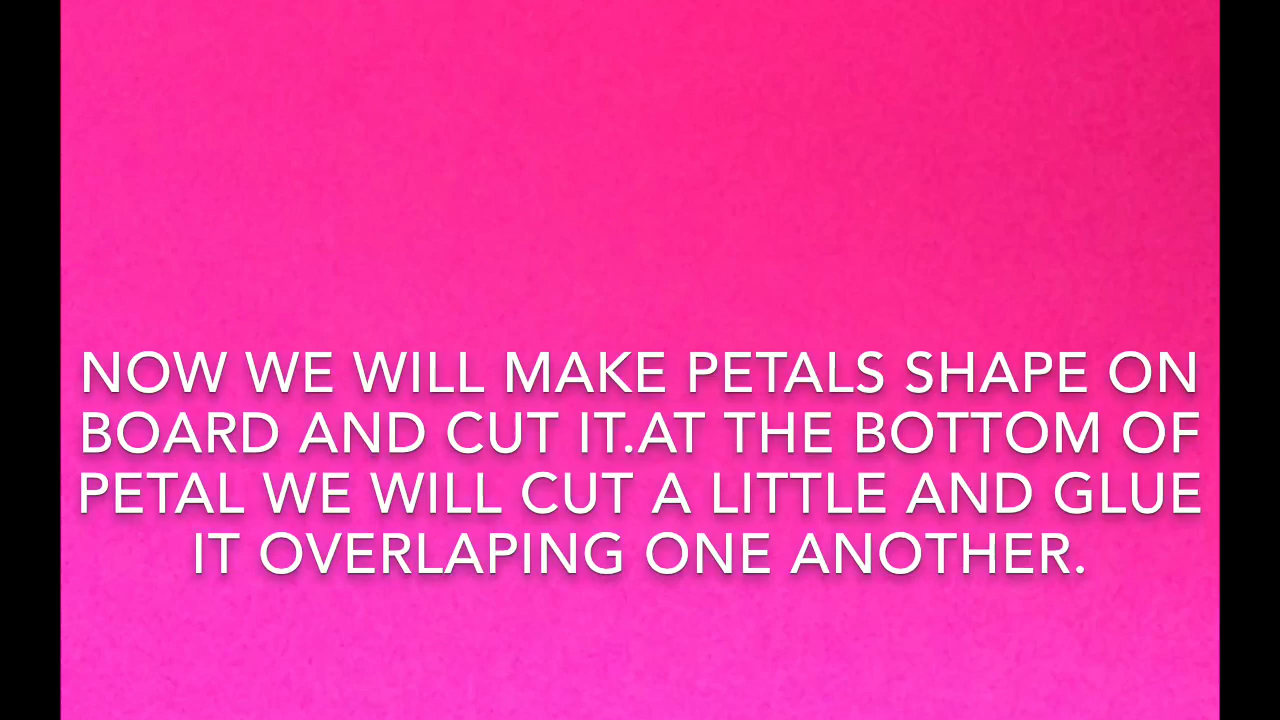 NOW WE WILL MAKE PETALS SHAPE ON
BOARD AND CUT IT.AT THE BOTTOM OF
PETAL WE WILL CUT A LITTLE AND GLUE
IT OVERLAPING ONE ANOTHER.